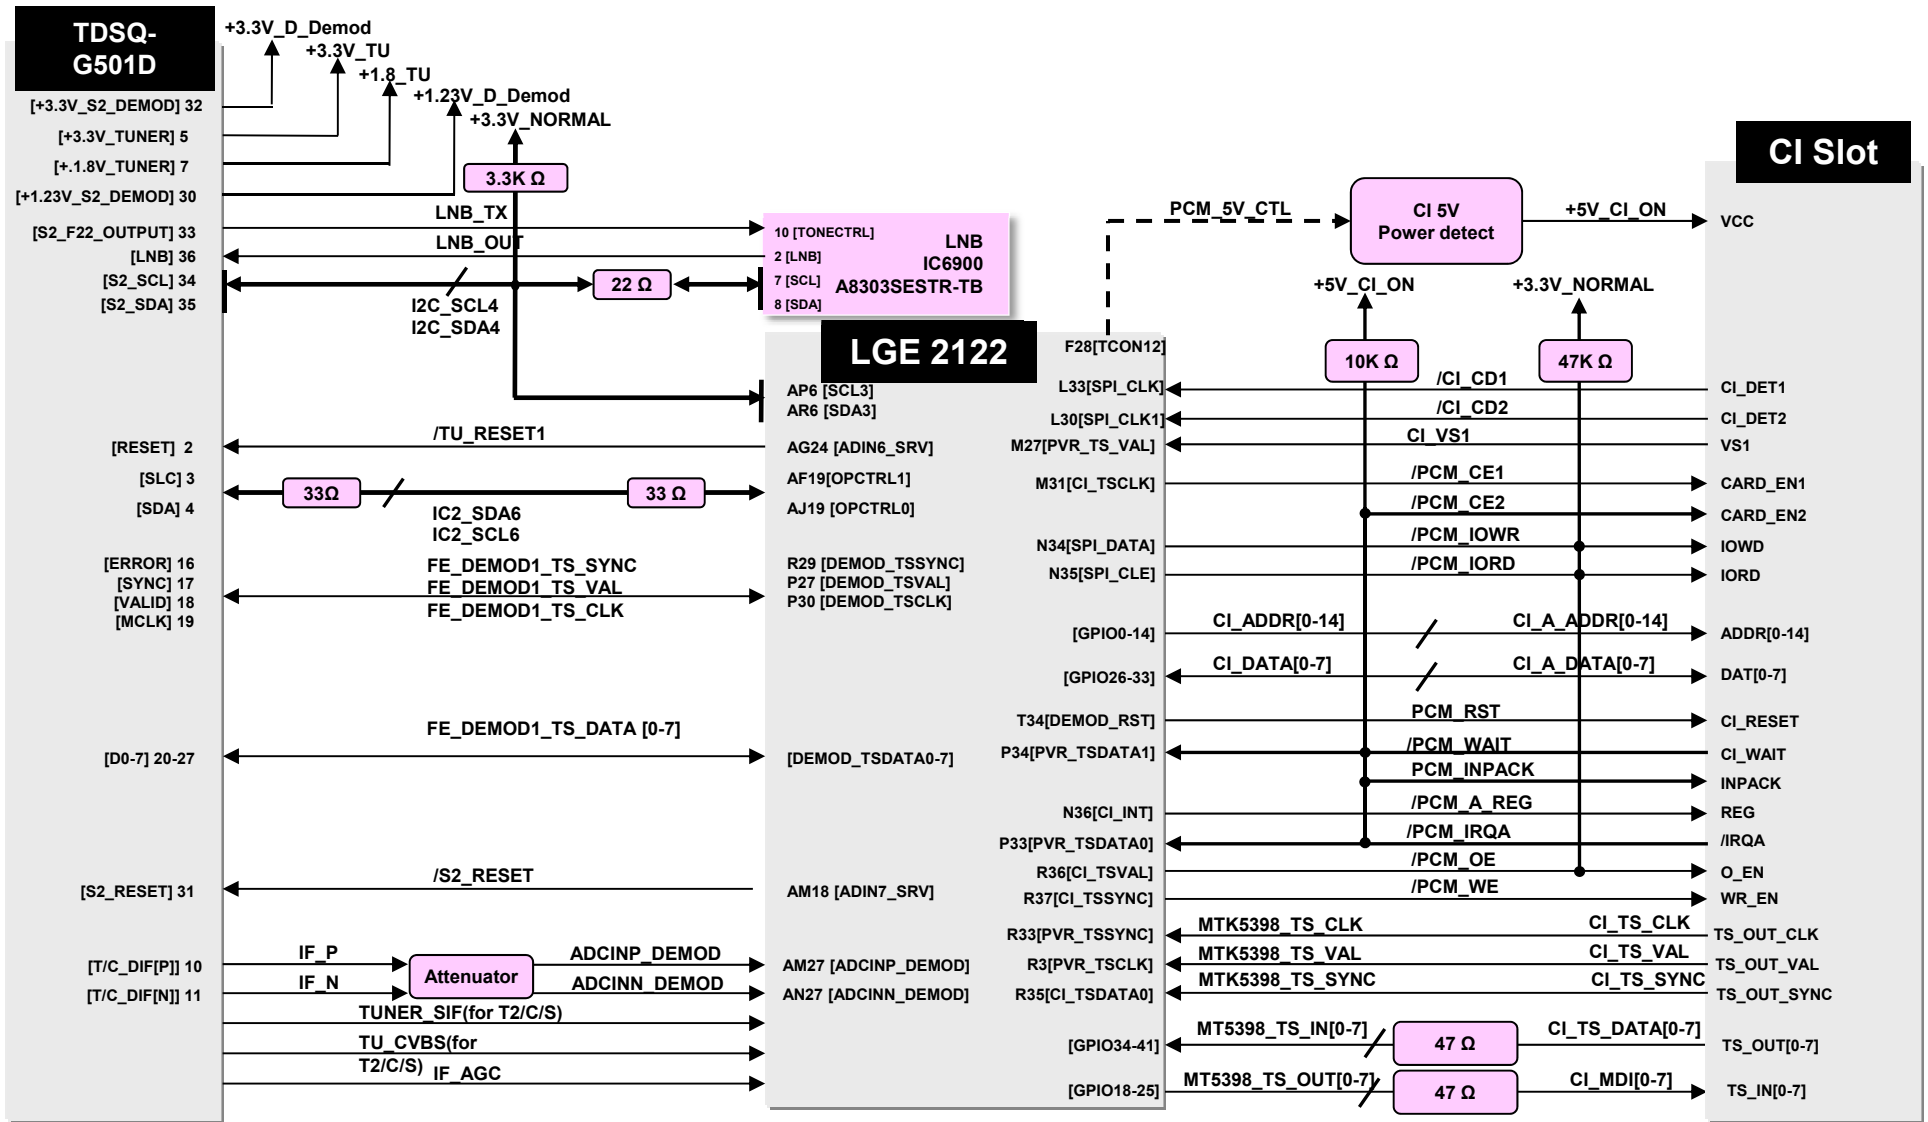 TDSQ-
G501D
+3.3V_D_Demod
+3.3V_TU
+1.8_TU
+1.23V_D_Demod
+3.3V_NORMAL
3.3K Ω
[+3.3V_S2_DEMOD] 32
[+3.3V_TUNER] 5
[+.1.8V_TUNER] 7
[+1.23V_S2_DEMOD] 30
[S2_F22_OUTPUT] 33
[LNB] 36
[S2_SCL] 34
[S2_SDA] 35
[RESET] 2
[SLC] 3
[SDA] 4
[ERROR] 16
[SYNC] 17
[VALID] 18
[MCLK] 19
[D0-7] 20-27
[S2_RESET] 31
[T/C_DIF[P]] 10
[T/C_DIF[N]] 11
LNB_TX
LNB_OUT
22 Ω
I2C_SCL4
I2C_SDA4
/TU_RESET1
33Ω
33 Ω
IC2_SDA6
IC2_SCL6
FE_DEMOD1_TS_SYNC
FE_DEMOD1_TS_VAL
FE_DEMOD1_TS_CLK
FE_DEMOD1_TS_DATA [0-7]
/S2_RESET
IF_P
IF_N
Attenuator
ADCINP_DEMOD
ADCINN_DEMOD
TUNER_SIF(for T2/C/S)
TU_CVBS(for
T2/C/S)
IF_AGC
10 [TONECTRL]
2 [LNB]
7 [SCL]
8 [SDA]
LNB
IC6900
A8303SESTR-TB
LGE 2122
AP6 [SCL3]
AR6 [SDA3]
AG24 [ADIN6_SRV]
AF19[OPCTRL1]
AJ19 [OPCTRL0]
R29 [DEMOD_TSSYNC]
P27 [DEMOD_TSVAL]
P30 [DEMOD_TSCLK]
[DEMOD_TSDATA0-7]
AM18 [ADIN7_SRV]
AM27 [ADCINP_DEMOD]
AN27 [ADCINN_DEMOD]
F28[TCON12]
L33[SPI_CLK]
L30[SPI_CLK1]
M27[PVR_TS_VAL]
M31[CI_TSCLK]
N34[SPI_DATA]
N35[SPI_CLE]
[GPIO0-14]
[GPIO26-33]
T34[DEMOD_RST]
P34[PVR_TSDATA1]
N36[CI_INT]
P33[PVR_TSDATA0]
R36[CI_TSVAL]
R37[CI_TSSYNC]
R33[PVR_TSSYNC]
R3[PVR_TSCLK]
R35[CI_TSDATA0]
[GPIO34-41]
[GPIO18-25]
PCM_5V_CTL
CI 5V
Power detect
+5V_CI_ON
+5V_CI_ON
+3.3V_NORMAL
10K Ω
47K Ω
/CI_CD1
/CI_CD2
CI_VS1
/PCM_CE1
/PCM_CE2
/PCM_IOWR
/PCM_IORD
CI_ADDR[0-14]
CI_A_ADDR[0-14]
CI_DATA[0-7]
CI_A_DATA[0-7]
PCM_RST
/PCM_WAIT
PCM_INPACK
/PCM_A_REG
/PCM_IRQA
/PCM_OE
/PCM_WE
MTK5398_TS_CLK
CI_TS_CLK
MTK5398_TS_VAL
CI_TS_VAL
MTK5398_TS_SYNC
CI_TS_SYNC
MT5398_TS_IN[0-7]
47 Ω
CI_TS_DATA[0-7]
MT5398_TS_OUT[0-7]
47 Ω
CI_MDI[0-7]
CI Slot
VCC
CI_DET1
CI_DET2
VS1
CARD_EN1
CARD_EN2
IOWD
IORD
ADDR[0-14]
DAT[0-7]
CI_RESET
CI_WAIT
INPACK
REG
/IRQA
O_EN
WR_EN
TS_OUT_CLK
TS_OUT_VAL
TS_OUT_SYNC
TS_OUT[0-7]
TS_IN[0-7]